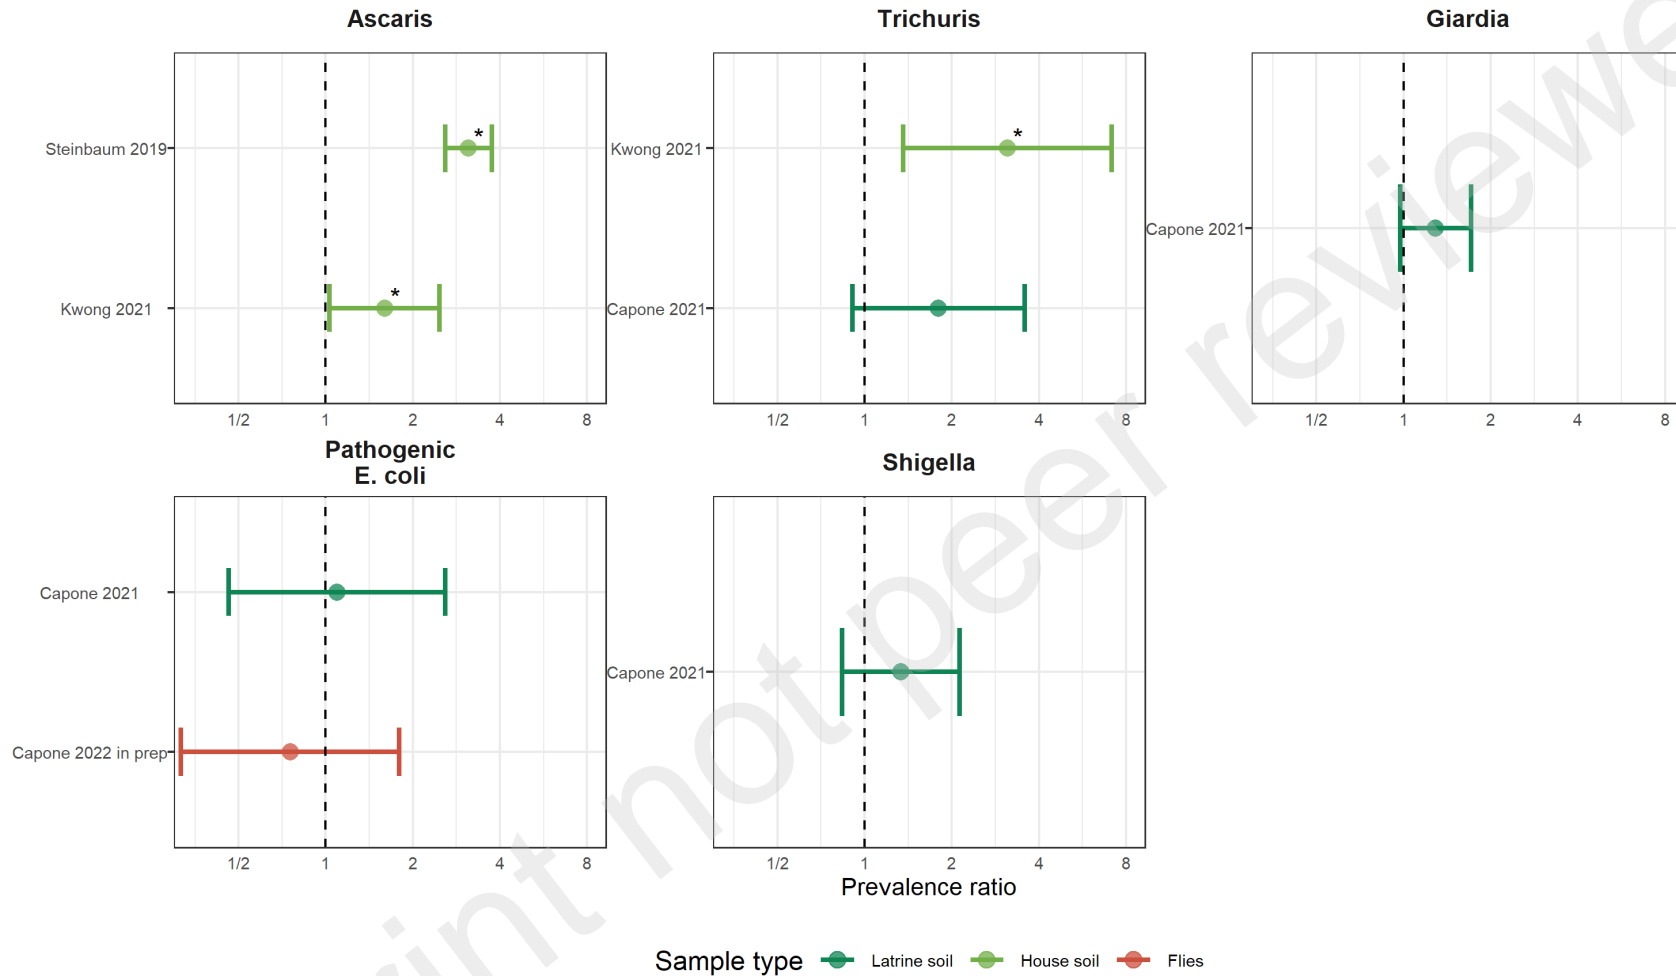 Ascaris
Trichuris
Giardia
Steinbaum 2019
Kwong 2021
1/2 1 2 4 8
Kwong 2021
Capone 2021
1/2 1 2 4 8
Capone 2021
1/2 1 2 4 8
Pathogenic
E. coli
Shigella
Capone 2021
Capone 2022 in prep
1/2 1 2 4 8
Capone 2021
1/2 1 2 4 8
Prevalence ratio
Sample type Latrine soil House soil Flies
* * *
rint not peer reviewe